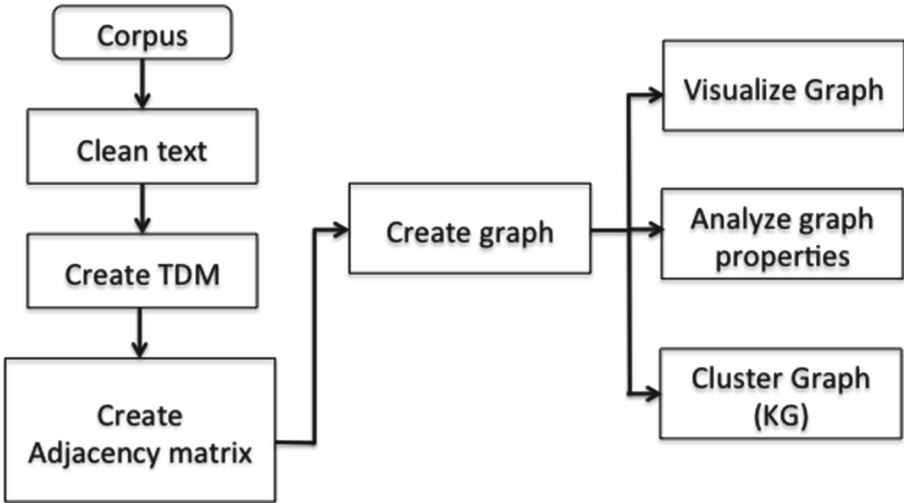 Corpus
Clean text
Create TDM
Create
Adjacency matrix
Create graph
Visualize Graph
Analyze graph
properties
Cluster Graph
(KG)